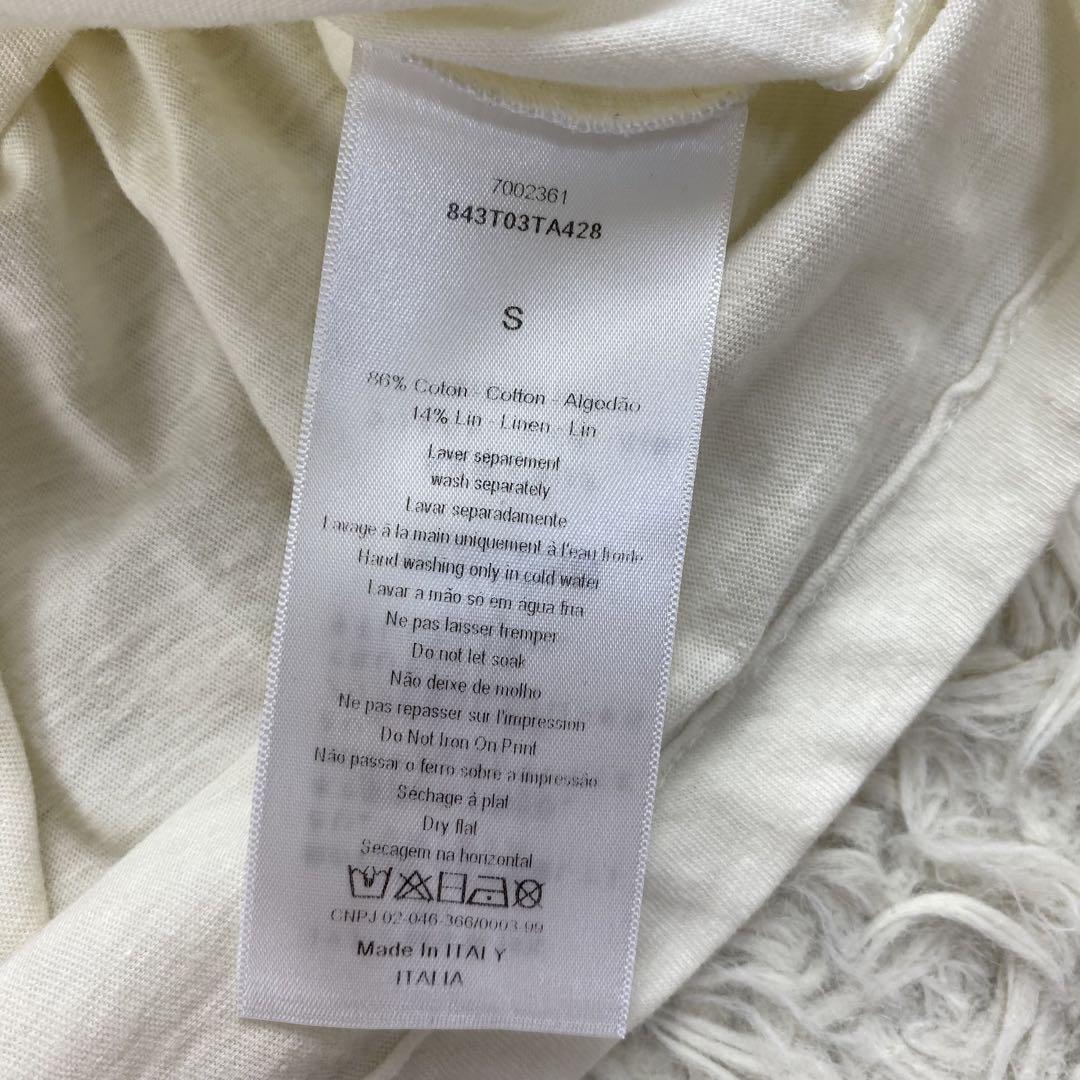 7002361
843T03TA428
S
86% Coton - Cotton - Algodão
14% Lin - Linen - Lin
Laver separement
wash separately
Lavar separadamente
Lavage à la main uniquement à l'eau froide
Hand washing only in cold water
Lavar a mão so em água fria
Ne pas laisser tremper
Do not let soak
Não deixe de molho
Ne pas repasser sur l'impression
Do Not Iron On Print
Não passar o ferro sobre a impressão
Sechage à plat
Dry flat
Secagem na horizontal
CNPJ 02-046-366/0003-99
Made In ITALY
ITALIA